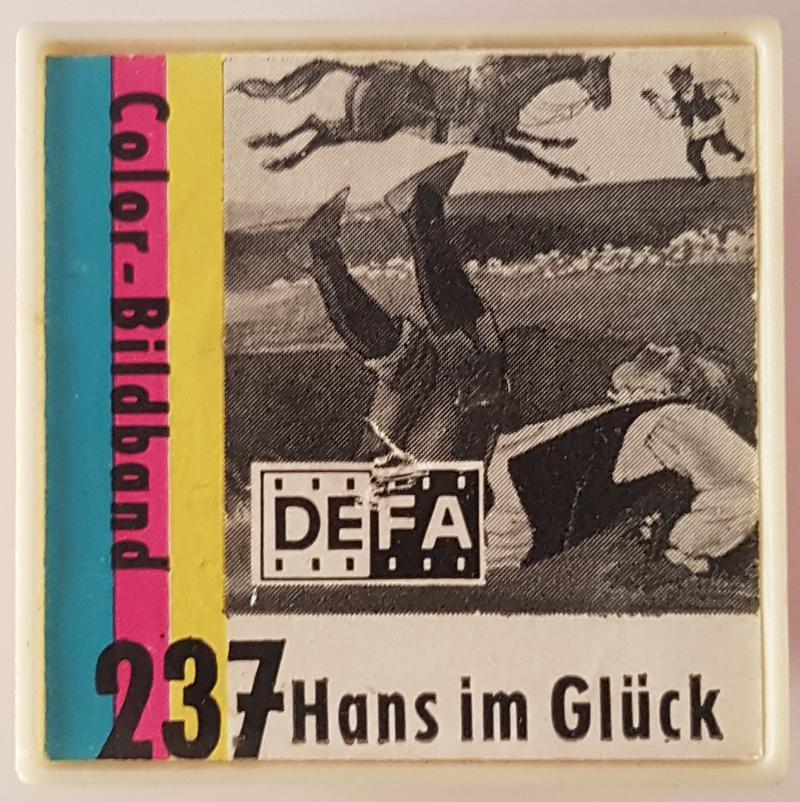 Color-Bildband
DEFA
237 Hans im Glück